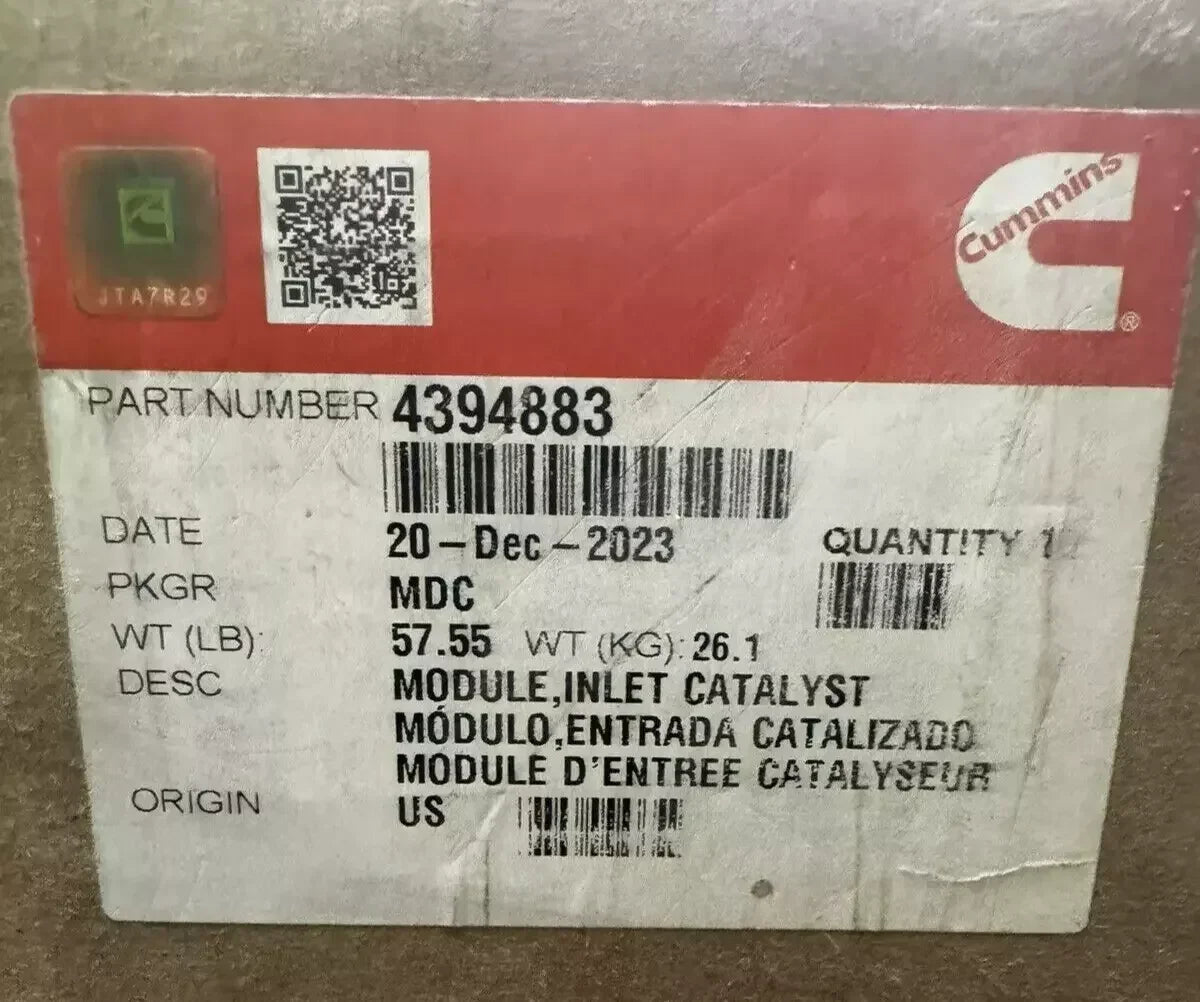 Cummins
®
JTA7R29
PART NUMBER 4394883
DATE 20-Dec-2023 QUANTITY 1
PKGR MDC
WT (LB): 57.55 WT (KG): 26.1
DESC MODULE,INLET CATALYST
MÓDULO,ENTRADA CATALIZADO
MODULE D'ENTREE CATALYSEUR
ORIGIN US